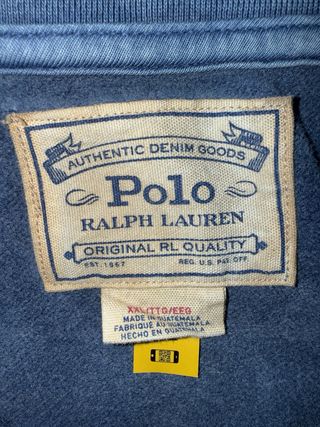 AUTHENTIC DENIM GOODS
Polo
RALPH LAUREN
ORIGINAL RL QUALITY
EST. 1967 REG. U.S. PAT. OFF.
XXL/TTG/EEG
MADE IN GUATEMALA
FABRIQUÉ AU GUATEMALA
HECHO EN GUATEMALA